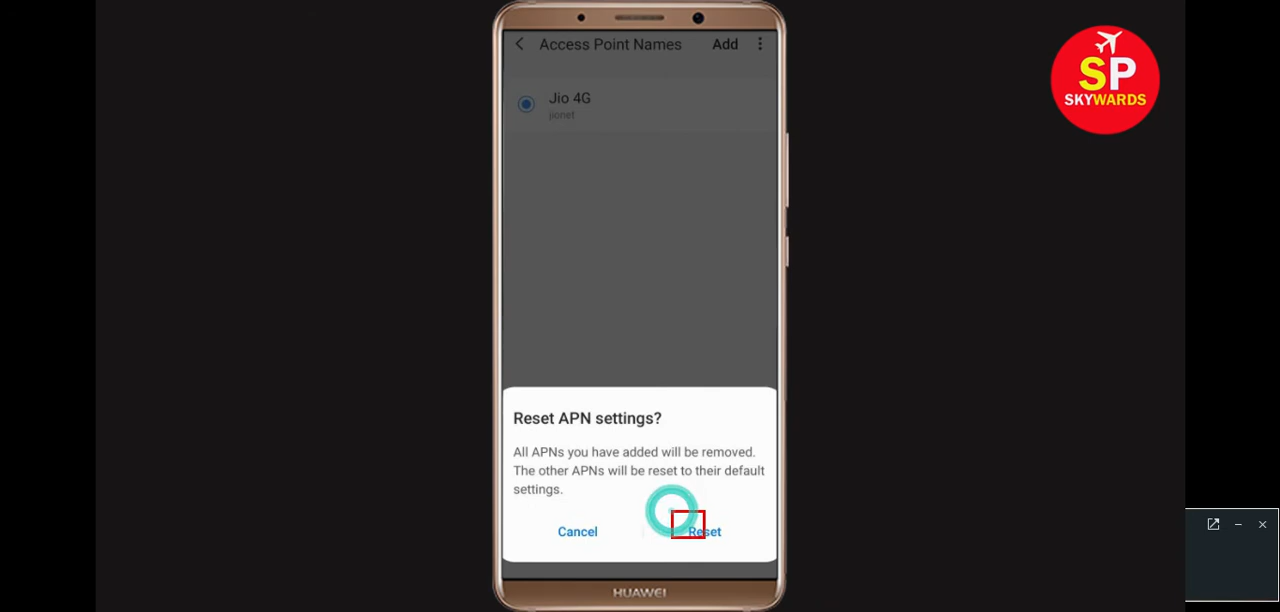 Access Point Names Add
Jio 4G
jionet
SP
SKYWARDS
Reset APN settings?
All APNs you have added will be removed.
The other APNs will be reset to their default
settings.
Cancel Reset
HUAWEI